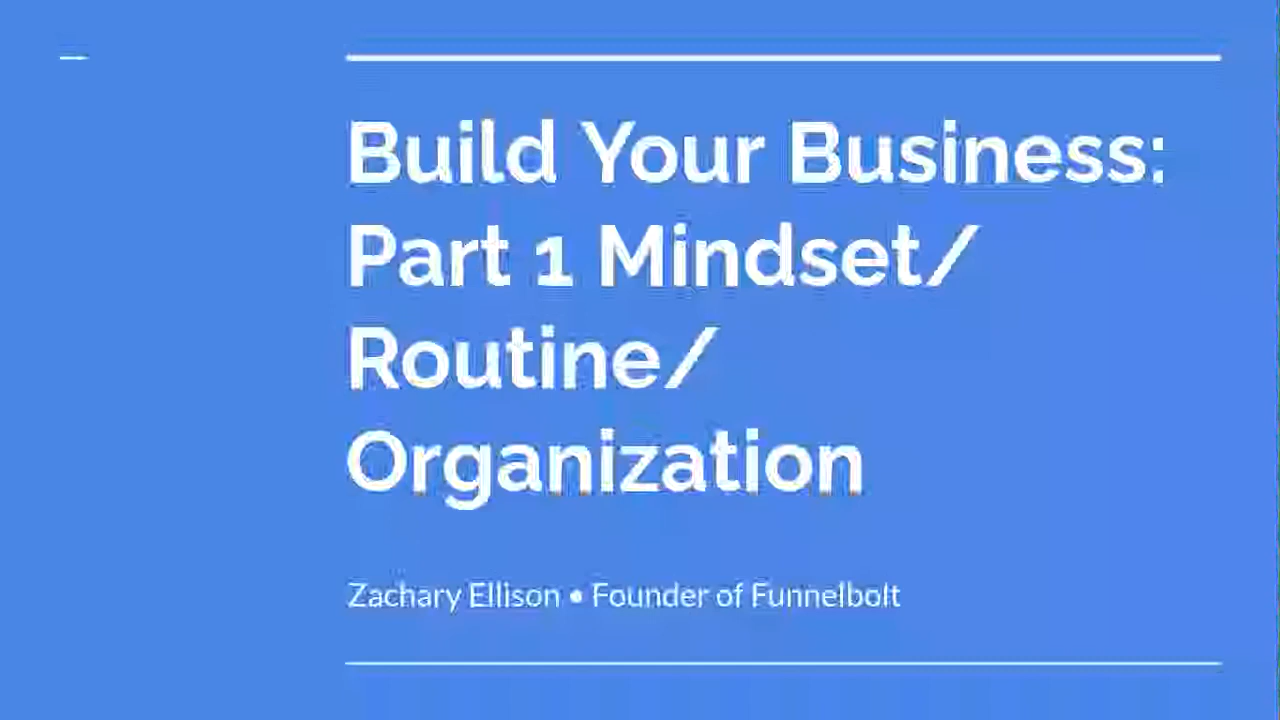 Build Your Business:
Part 1 Mindset/
Routine/
Organization
Zachary Ellison • Founder of Funnelbolt